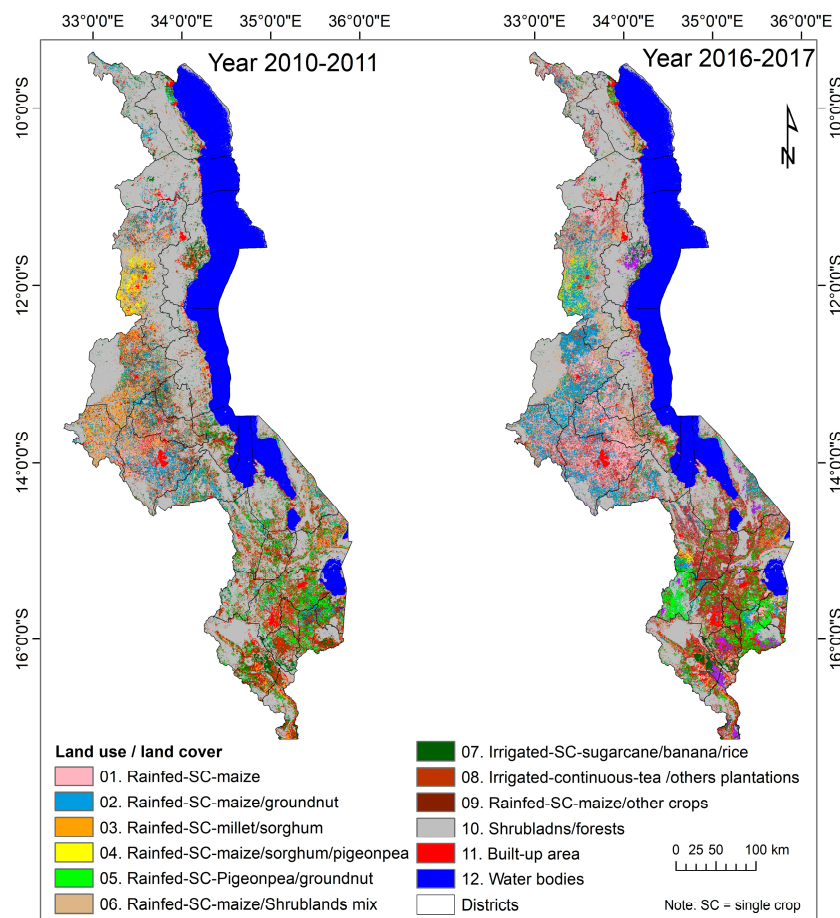 33°0'0"E 34°0'0"E 35°0'0"E 36°0'0"E 33°0'0"E 34°0'0"E 35°0'0"E 36°0'0"E
Year 2010-2011 Year 2016-2017
10°0'0"S 10°0'0"S
N
12°0'0"S 12°0'0"S
14°0'0"S 14°0'0"S
16°0'0"S 16°0'0"S
Land use / land cover
01. Rainfed-SC-maize
02. Rainfed-SC-maize/groundnut
03. Rainfed-SC-millet/sorghum
04. Rainfed-SC-maize/sorghum/pigeonpea
05. Rainfed-SC-Pigeonpea/groundnut
06. Rainfed-SC-maize/Shrublands mix
07. Irrigated-SC-sugarcane/banana/rice
08. Irrigated-continuous-tea /others plantations
09. Rainfed-SC-maize/other crops
10. Shrubladns/forests
11. Built-up area
12. Water bodies
Districts
0 25 50 100 km
Note: SC = single crop